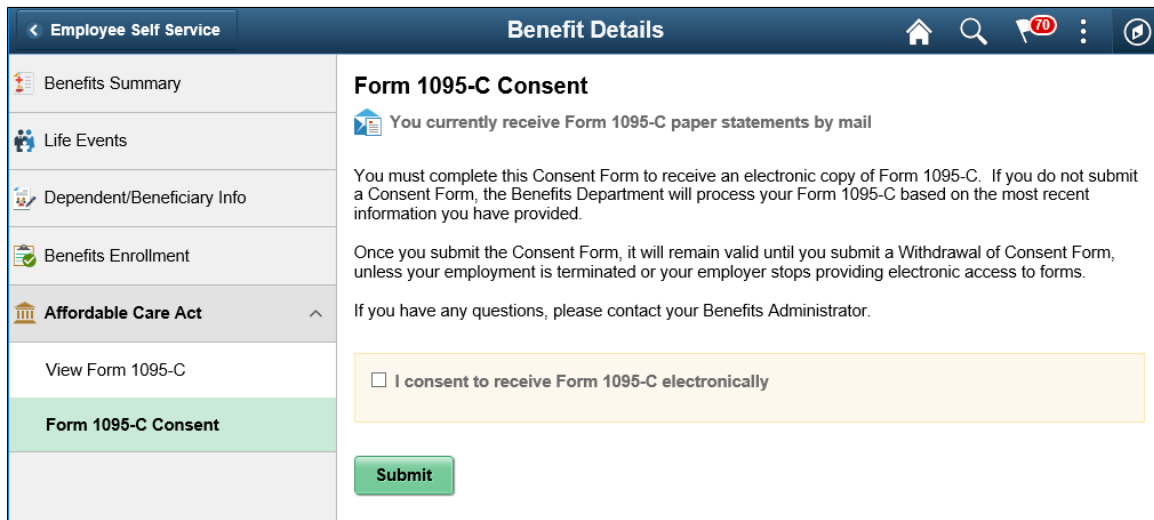 Employee Self Service
Benefit Details
70
Benefits Summary
Life Events
Dependent/Beneficiary Info
Benefits Enrollment
Affordable Care Act
View Form 1095-C
Form 1095-C Consent
Form 1095-C Consent
You currently receive Form 1095-C paper statements by mail
You must complete this Consent Form to receive an electronic copy of Form 1095-C.  If you do not submit
a Consent Form, the Benefits Department will process your Form 1095-C based on the most recent
information you have provided.
Once you submit the Consent Form, it will remain valid until you submit a Withdrawal of Consent Form,
unless your employment is terminated or your employer stops providing electronic access to forms.
If you have any questions, please contact your Benefits Administrator.
I consent to receive Form 1095-C electronically
Submit